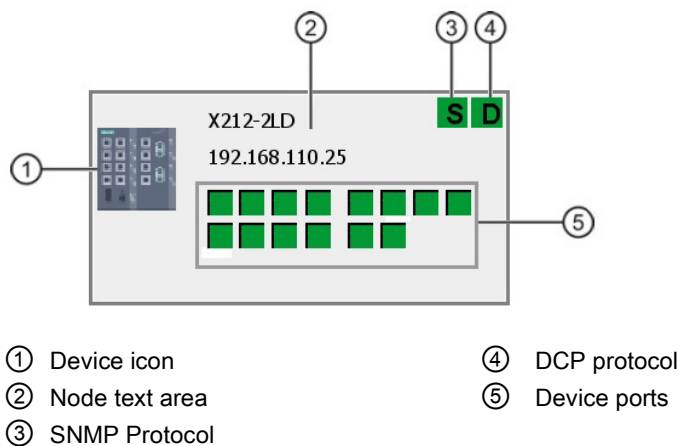 ② ③ ④
X212-2LD
S D
192.168.110.25
①
⑤
① Device icon
② Node text area
③ SNMP Protocol
④ DCP protocol
⑤ Device ports